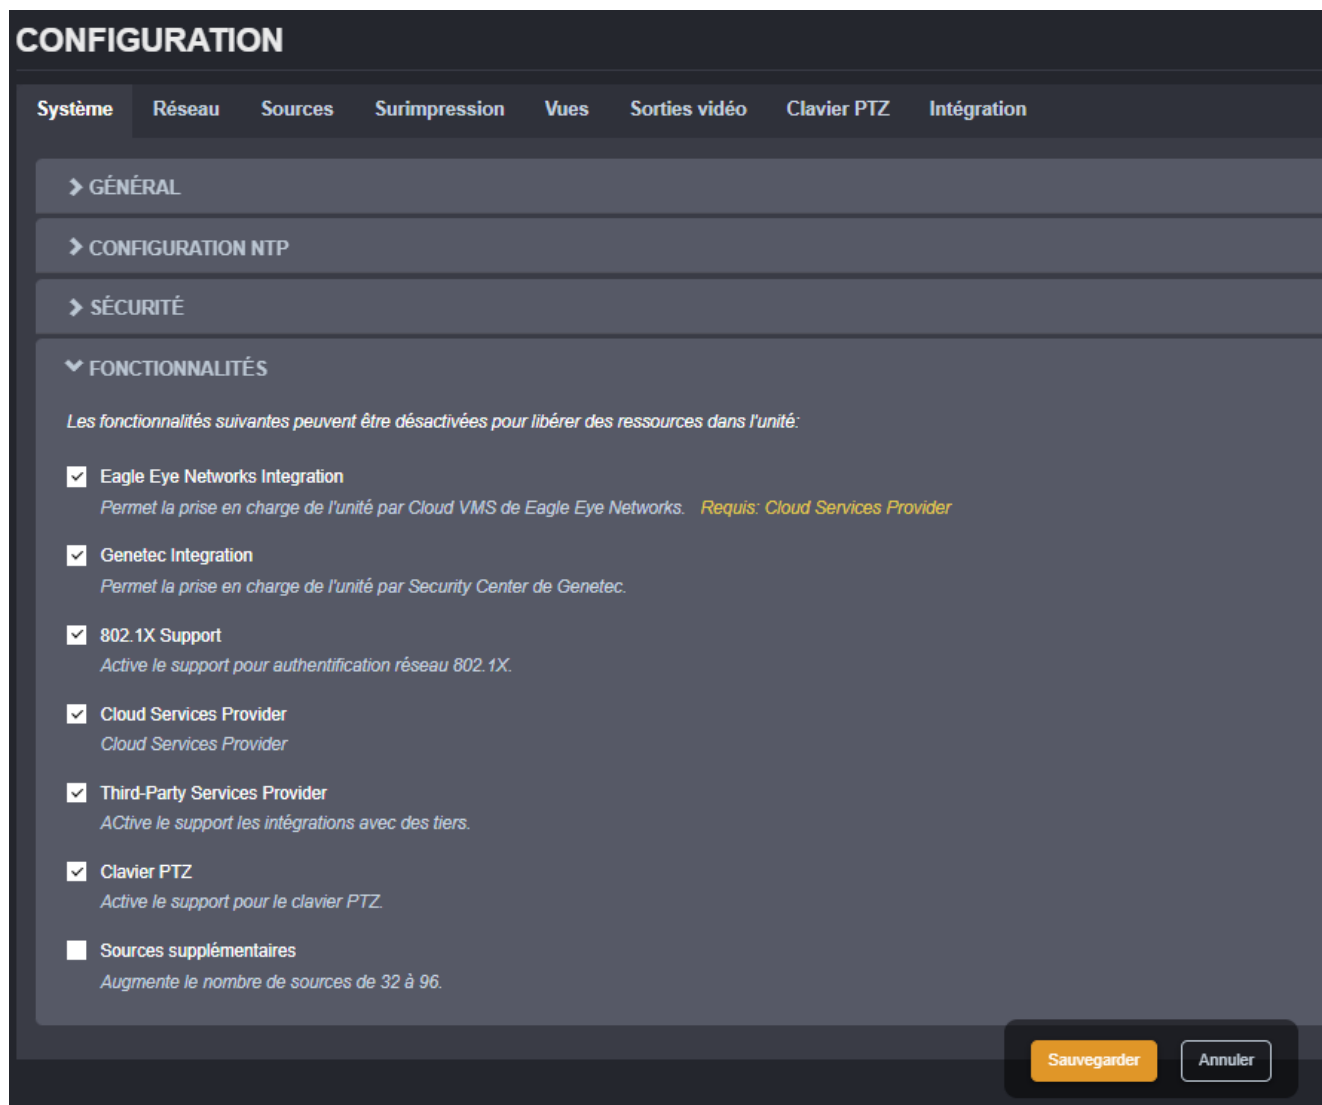 CONFIGURATION
Système Réseau Sources Surimpression Vues Sorties vidéo Clavier PTZ Intégration
GÉNÉRAL
CONFIGURATION NTP
SÉCURITÉ
FONCTIONNALITÉS
Les fonctionnalités suivantes peuvent être désactivées pour libérer des ressources dans l'unité:
Eagle Eye Networks Integration
Permet la prise en charge de l'unité par Cloud VMS de Eagle Eye Networks. Requis: Cloud Services Provider
Genetec Integration
Permet la prise en charge de l'unité par Security Center de Genetec.
802.1X Support
Active le support pour authentification réseau 802.1X.
Cloud Services Provider
Cloud Services Provider
Third-Party Services Provider
ACtive le support les intégrations avec des tiers.
Clavier PTZ
Active le support pour le clavier PTZ.
Sources supplémentaires
Augmente le nombre de sources de 32 à 96.
Sauvegarder Annuler